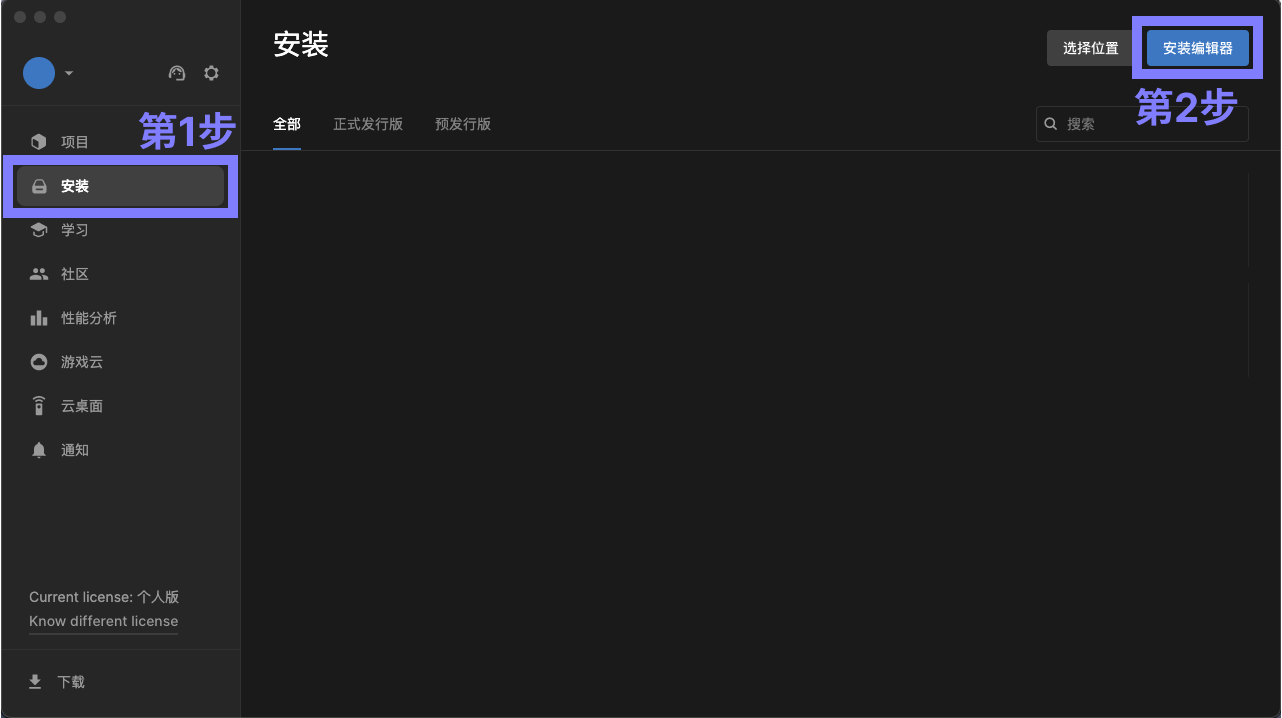 安装
选择位置
安装编辑器
第1步
第2步
项目
安装
学习
社区
性能分析
游戏云
云桌面
通知
全部
正式发行版
预发行版
搜索
Current license: 个人版
Know different license
下载